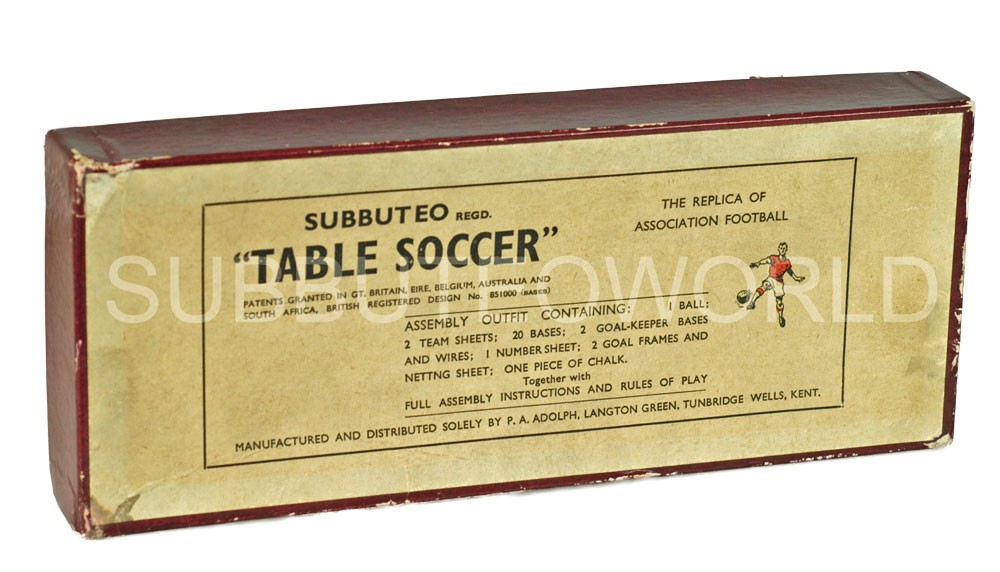 SUBBUTEO REGD.
"TABLE SOCCER"
PATENTS GRANTED IN GT. BRITAIN, EIRE, BELGIUM, AUSTRALIA AND
SOUTH AFRICA, BRITISH REGISTERED DESIGN No. 851000 (BASES)
THE REPLICA OF
ASSOCIATION FOOTBALL
ASSEMBLY OUTFIT CONTAINING: 1 BALL;
2 TEAM SHEETS; 20 BASES; 2 GOAL-KEEPER BASES
AND WIRES; 1 NUMBER SHEET; 2 GOAL FRAMES AND
NETTNG SHEET; ONE PIECE OF CHALK.
Together with
FULL ASSEMBLY INSTRUCTIONS AND RULES OF PLAY
MANUFACTURED AND DISTRIBUTED SOLELY BY P. A. ADOLPH, LANGTON GREEN, TUNBRIDGE WELLS, KENT.
SUBBUTEOWORLD